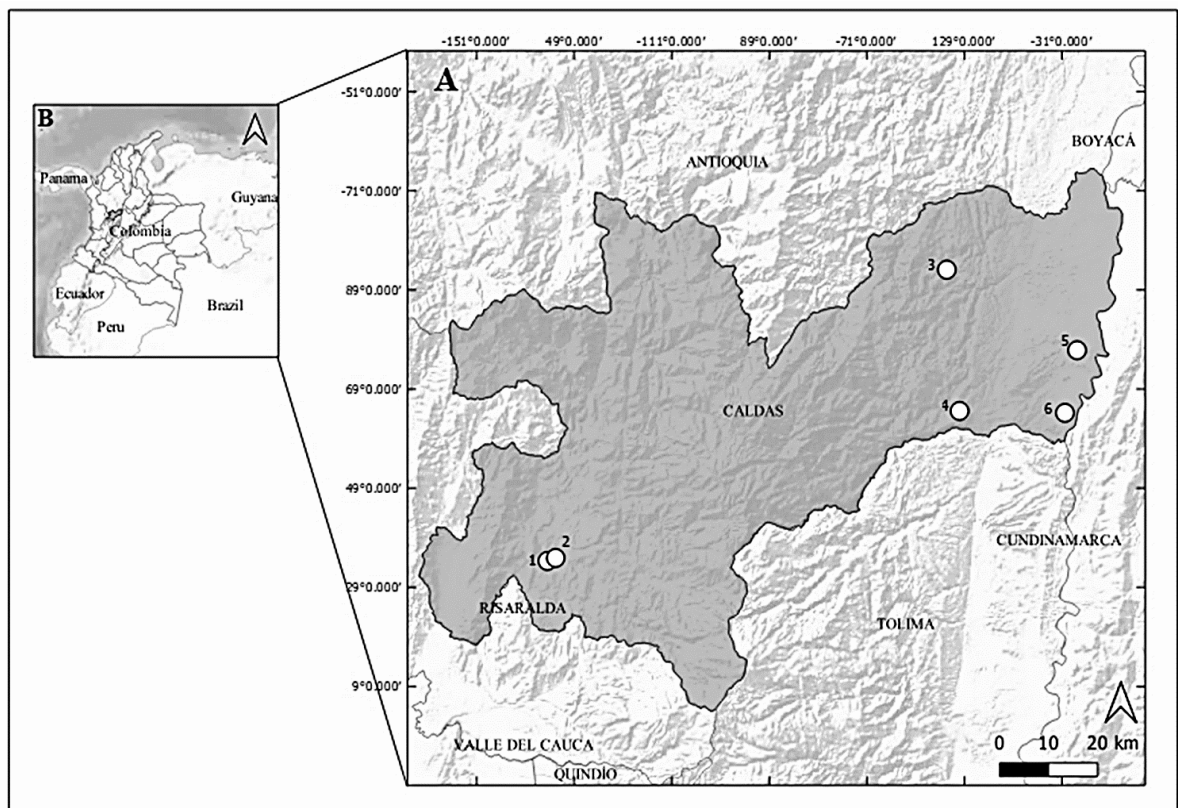 -151°0.000' 49°0.000' -111°0.000' 89°0.000' -71°0.000' 129°0.000' -31°0.000'
A
B
-51°0.000'
BOYACÁ
ANTIOQUIA
Panama
-71°0.000'
Guyana
Colombia
3
89°0.000'
Ecuador
Brazil
Peru
5
69°0.000'
CALDAS
4
6
49°0.000'
CUNDINAMARCA
2
1
29°0.000'
RISARALDA
TOLIMA
9°0.000'
VALLE DEL CAUCA
0 10 20 km
QUINDÍO